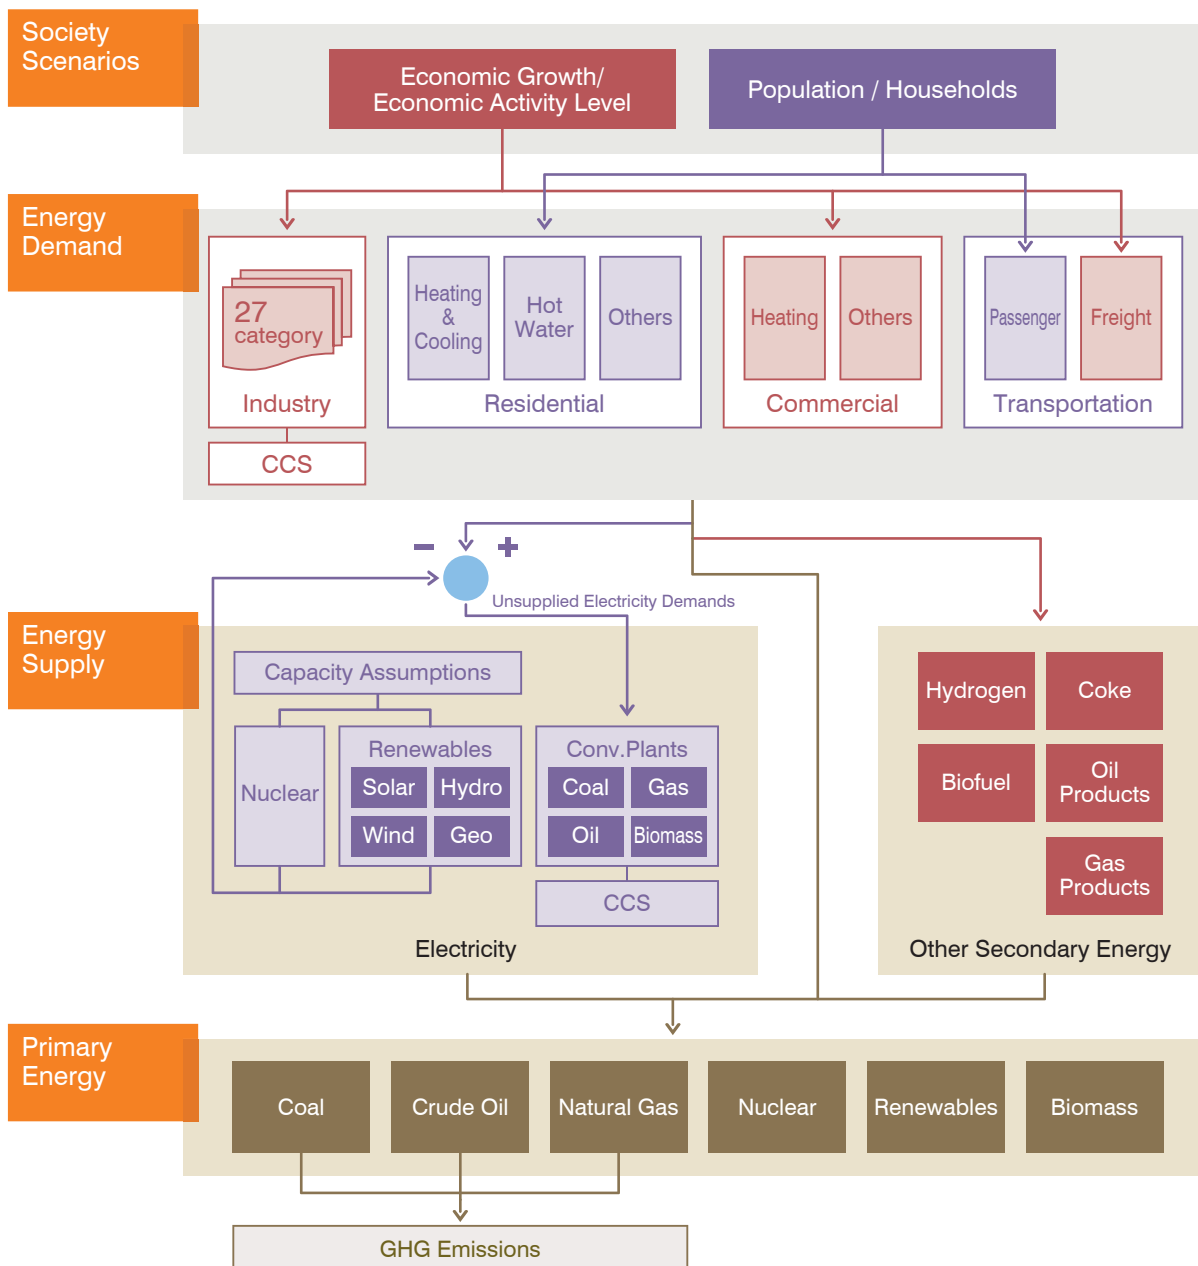 Society
Scenarios
Economic Growth/
Economic Activity Level
Population / Households
Energy
Demand
27
category
Industry
CCS
Heating
&
Cooling
Hot
Water
Others
Residential
Heating
Others
Commercial
Passenger
Freight
Transportation
− +
Unsupplied Electricity Demands
Energy
Supply
Capacity Assumptions
Nuclear
Renewables
Solar
Hydro
Wind
Geo
Conv.Plants
Coal
Gas
Oil
Biomass
CCS
Electricity
Hydrogen
Coke
Biofuel
Oil
Products
Gas
Products
Other Secondary Energy
Primary
Energy
Coal
Crude Oil
Natural Gas
Nuclear
Renewables
Biomass
GHG Emissions